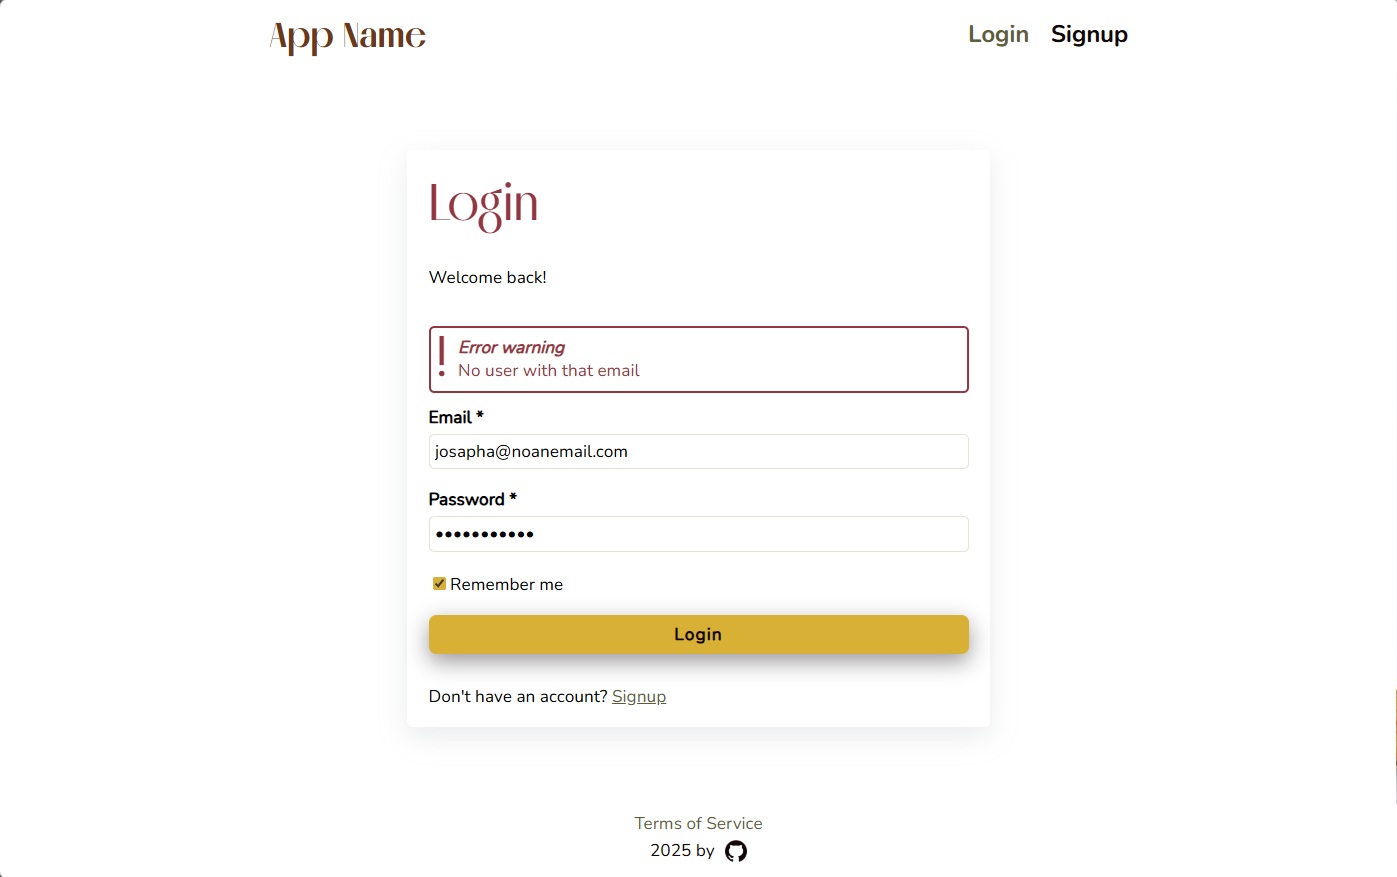 App Name
Login Signup
Login
Welcome back!
Error warning
No user with that email
Email *
josapha@noanemail.com
Password *
•••••••••••
Remember me
Login
Don't have an account? Signup
Terms of Service
2025 by